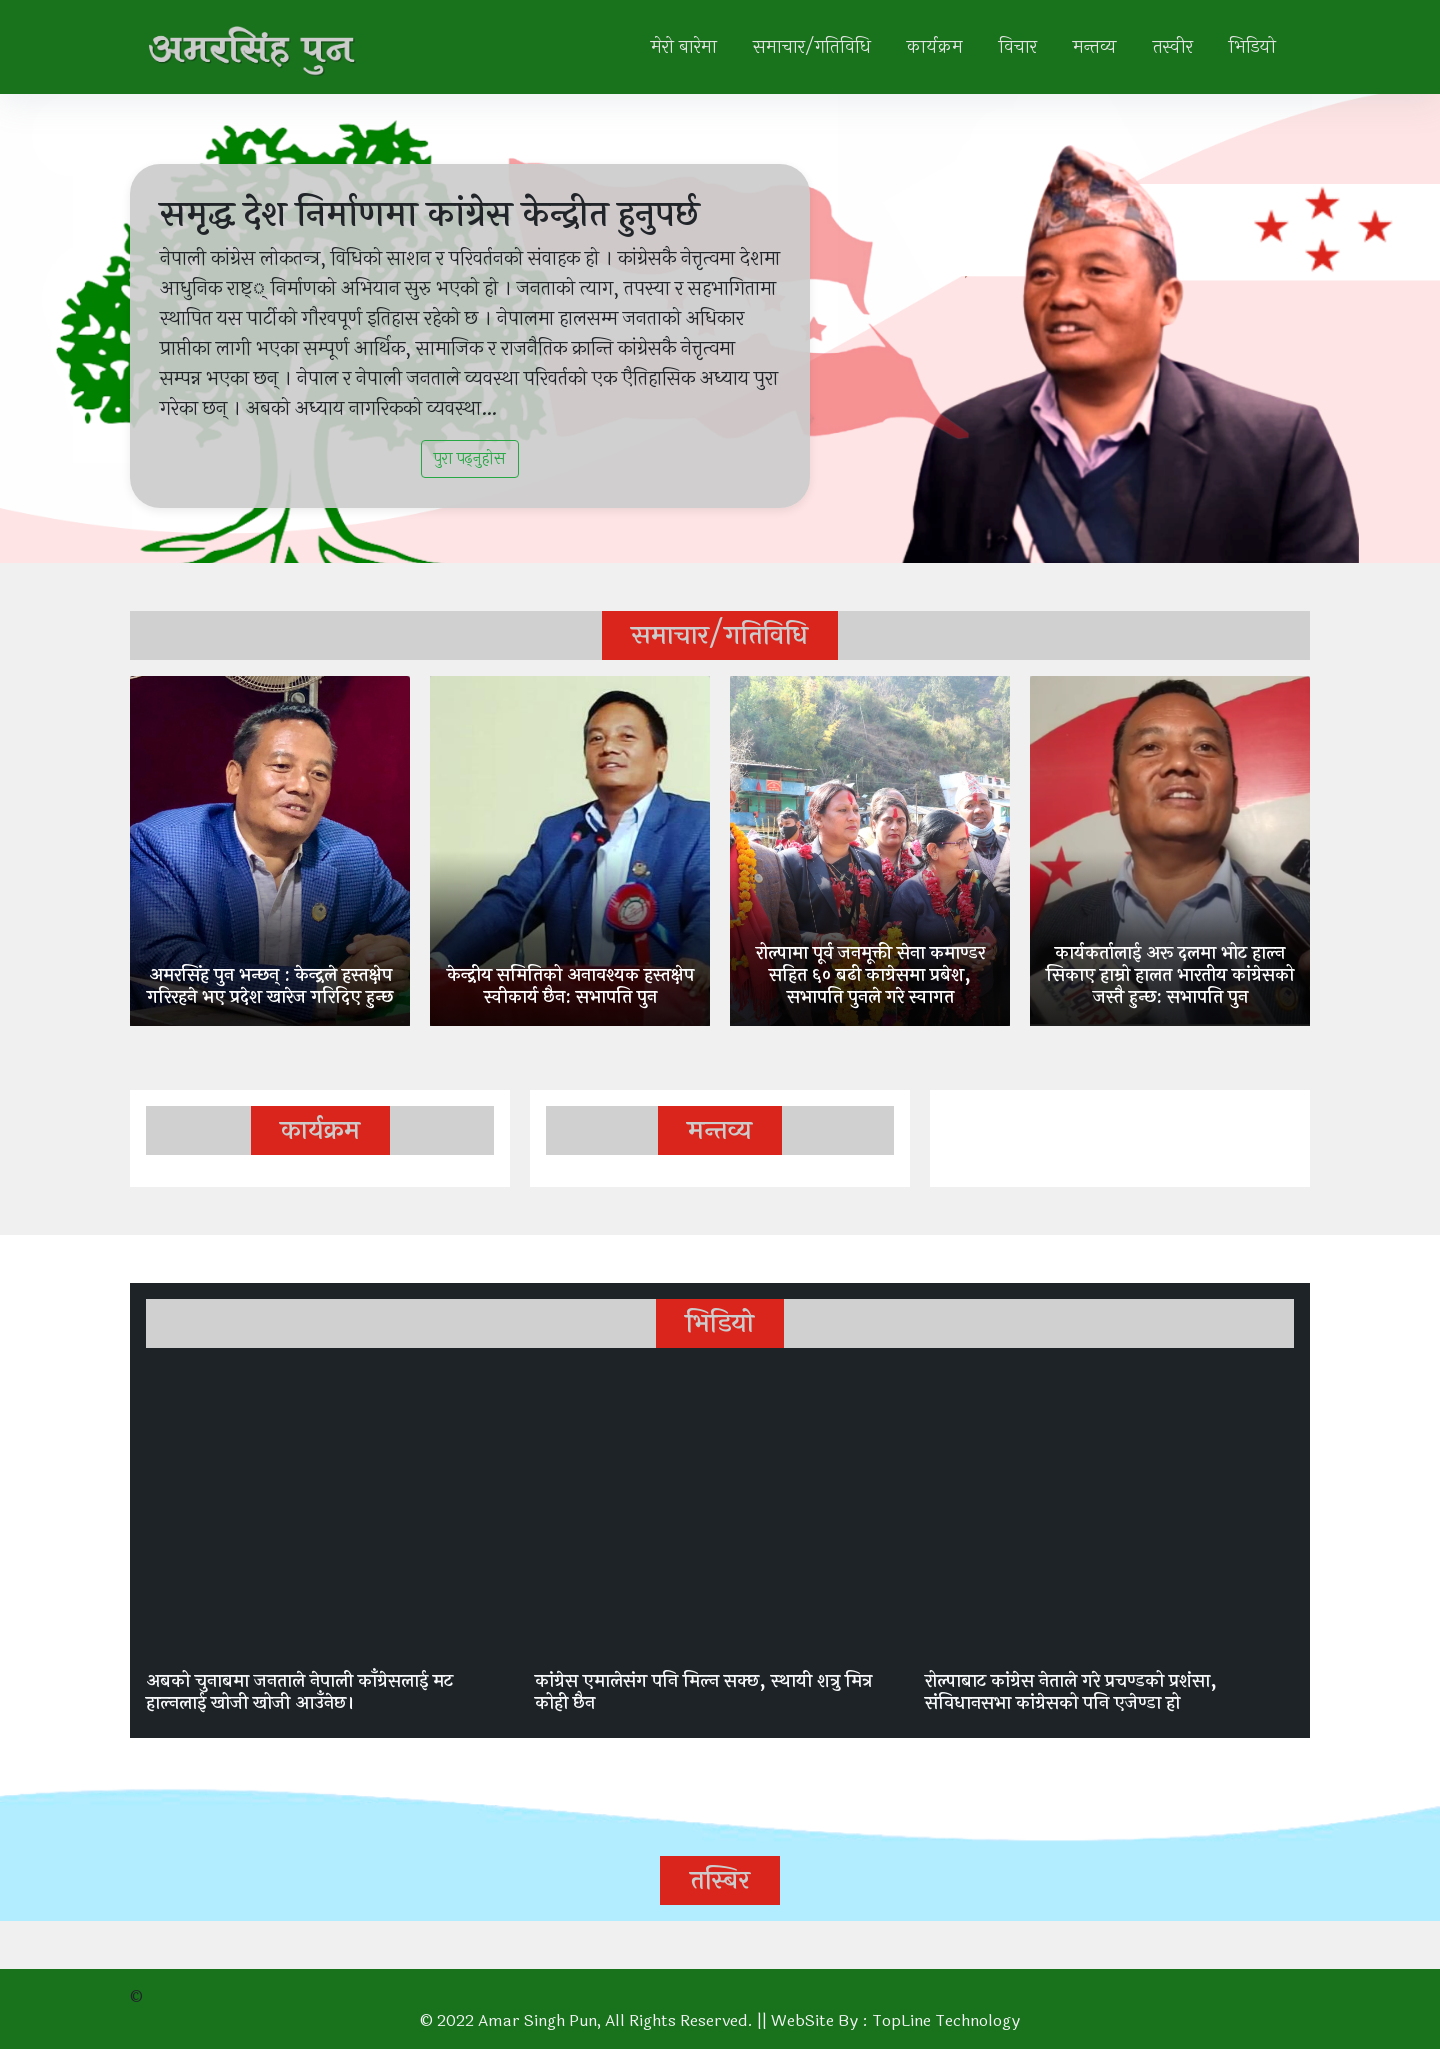 अमरसिंह पुन
मेरो बारेमा समाचार/गतिविधि कार्यक्रम विचार मन्तव्य तस्वीर भिडियो
समृद्ध देश निर्माणमा कांग्रेस केन्द्रीत हुनुपर्छ
नेपाली कांग्रेस लोकतन्त्र, विधिको साशन र परिवर्तनको संवाहक हो । कांग्रेसकै नेत्तृत्वमा देशमा
आधुनिक राष्ट्् निर्माणको अभियान सुरु भएको हो । जनताको त्याग, तपस्या र सहभागितामा
स्थापित यस पार्टीको गौरवपूर्ण इतिहास रहेको छ । नेपालमा हालसम्म जनताको अधिकार
प्राप्तीका लागी भएका सम्पूर्ण आर्थिक, सामाजिक र राजनैतिक क्रान्ति कांग्रेसकै नेत्तृत्वमा
सम्पन्न भएका छन् । नेपाल र नेपाली जनताले व्यवस्था परिवर्तको एक एैतिहासिक अध्याय पुरा
गरेका छन् । अबको अध्याय नागरिकको व्यवस्था...
पुरा पढ्नुहोस
समाचार/गतिविधि
अमरसिंह पुन भन्छन् : केन्द्रले हस्तक्षेप
गरिरहने भए प्रदेश खारेज गरिदिए हुन्छ
केन्द्रीय समितिको अनावश्यक हस्तक्षेप
स्वीकार्य छैन: सभापति पुन
रोल्पामा पूर्व जनमूक्ती सेना कमाण्डर
सहित ६० बढी काग्रेसमा प्रबेश,
सभापति पुनले गरे स्वागत
कार्यकर्तालाई अरू दलमा भोट हाल्न
सिकाए हाम्रो हालत भारतीय कांग्रेसको
जस्तै हुन्छ: सभापति पुन
कार्यक्रम
मन्तव्य
भिडियो
अबको चुनाबमा जनताले नेपाली काँग्रेसलाई मट
हाल्नलाई खोजी खोजी आउँनेछ।
कांग्रेस एमालेसंग पनि मिल्न सक्छ, स्थायी शत्रु मित्र
कोही छैन
रोल्पाबाट कांग्रेस नेताले गरे प्रचण्डको प्रशंसा,
संविधानसभा कांग्रेसको पनि एजेण्डा हो
तस्बिर
©
© 2022 Amar Singh Pun, All Rights Reserved. || WebSite By : TopLine Technology